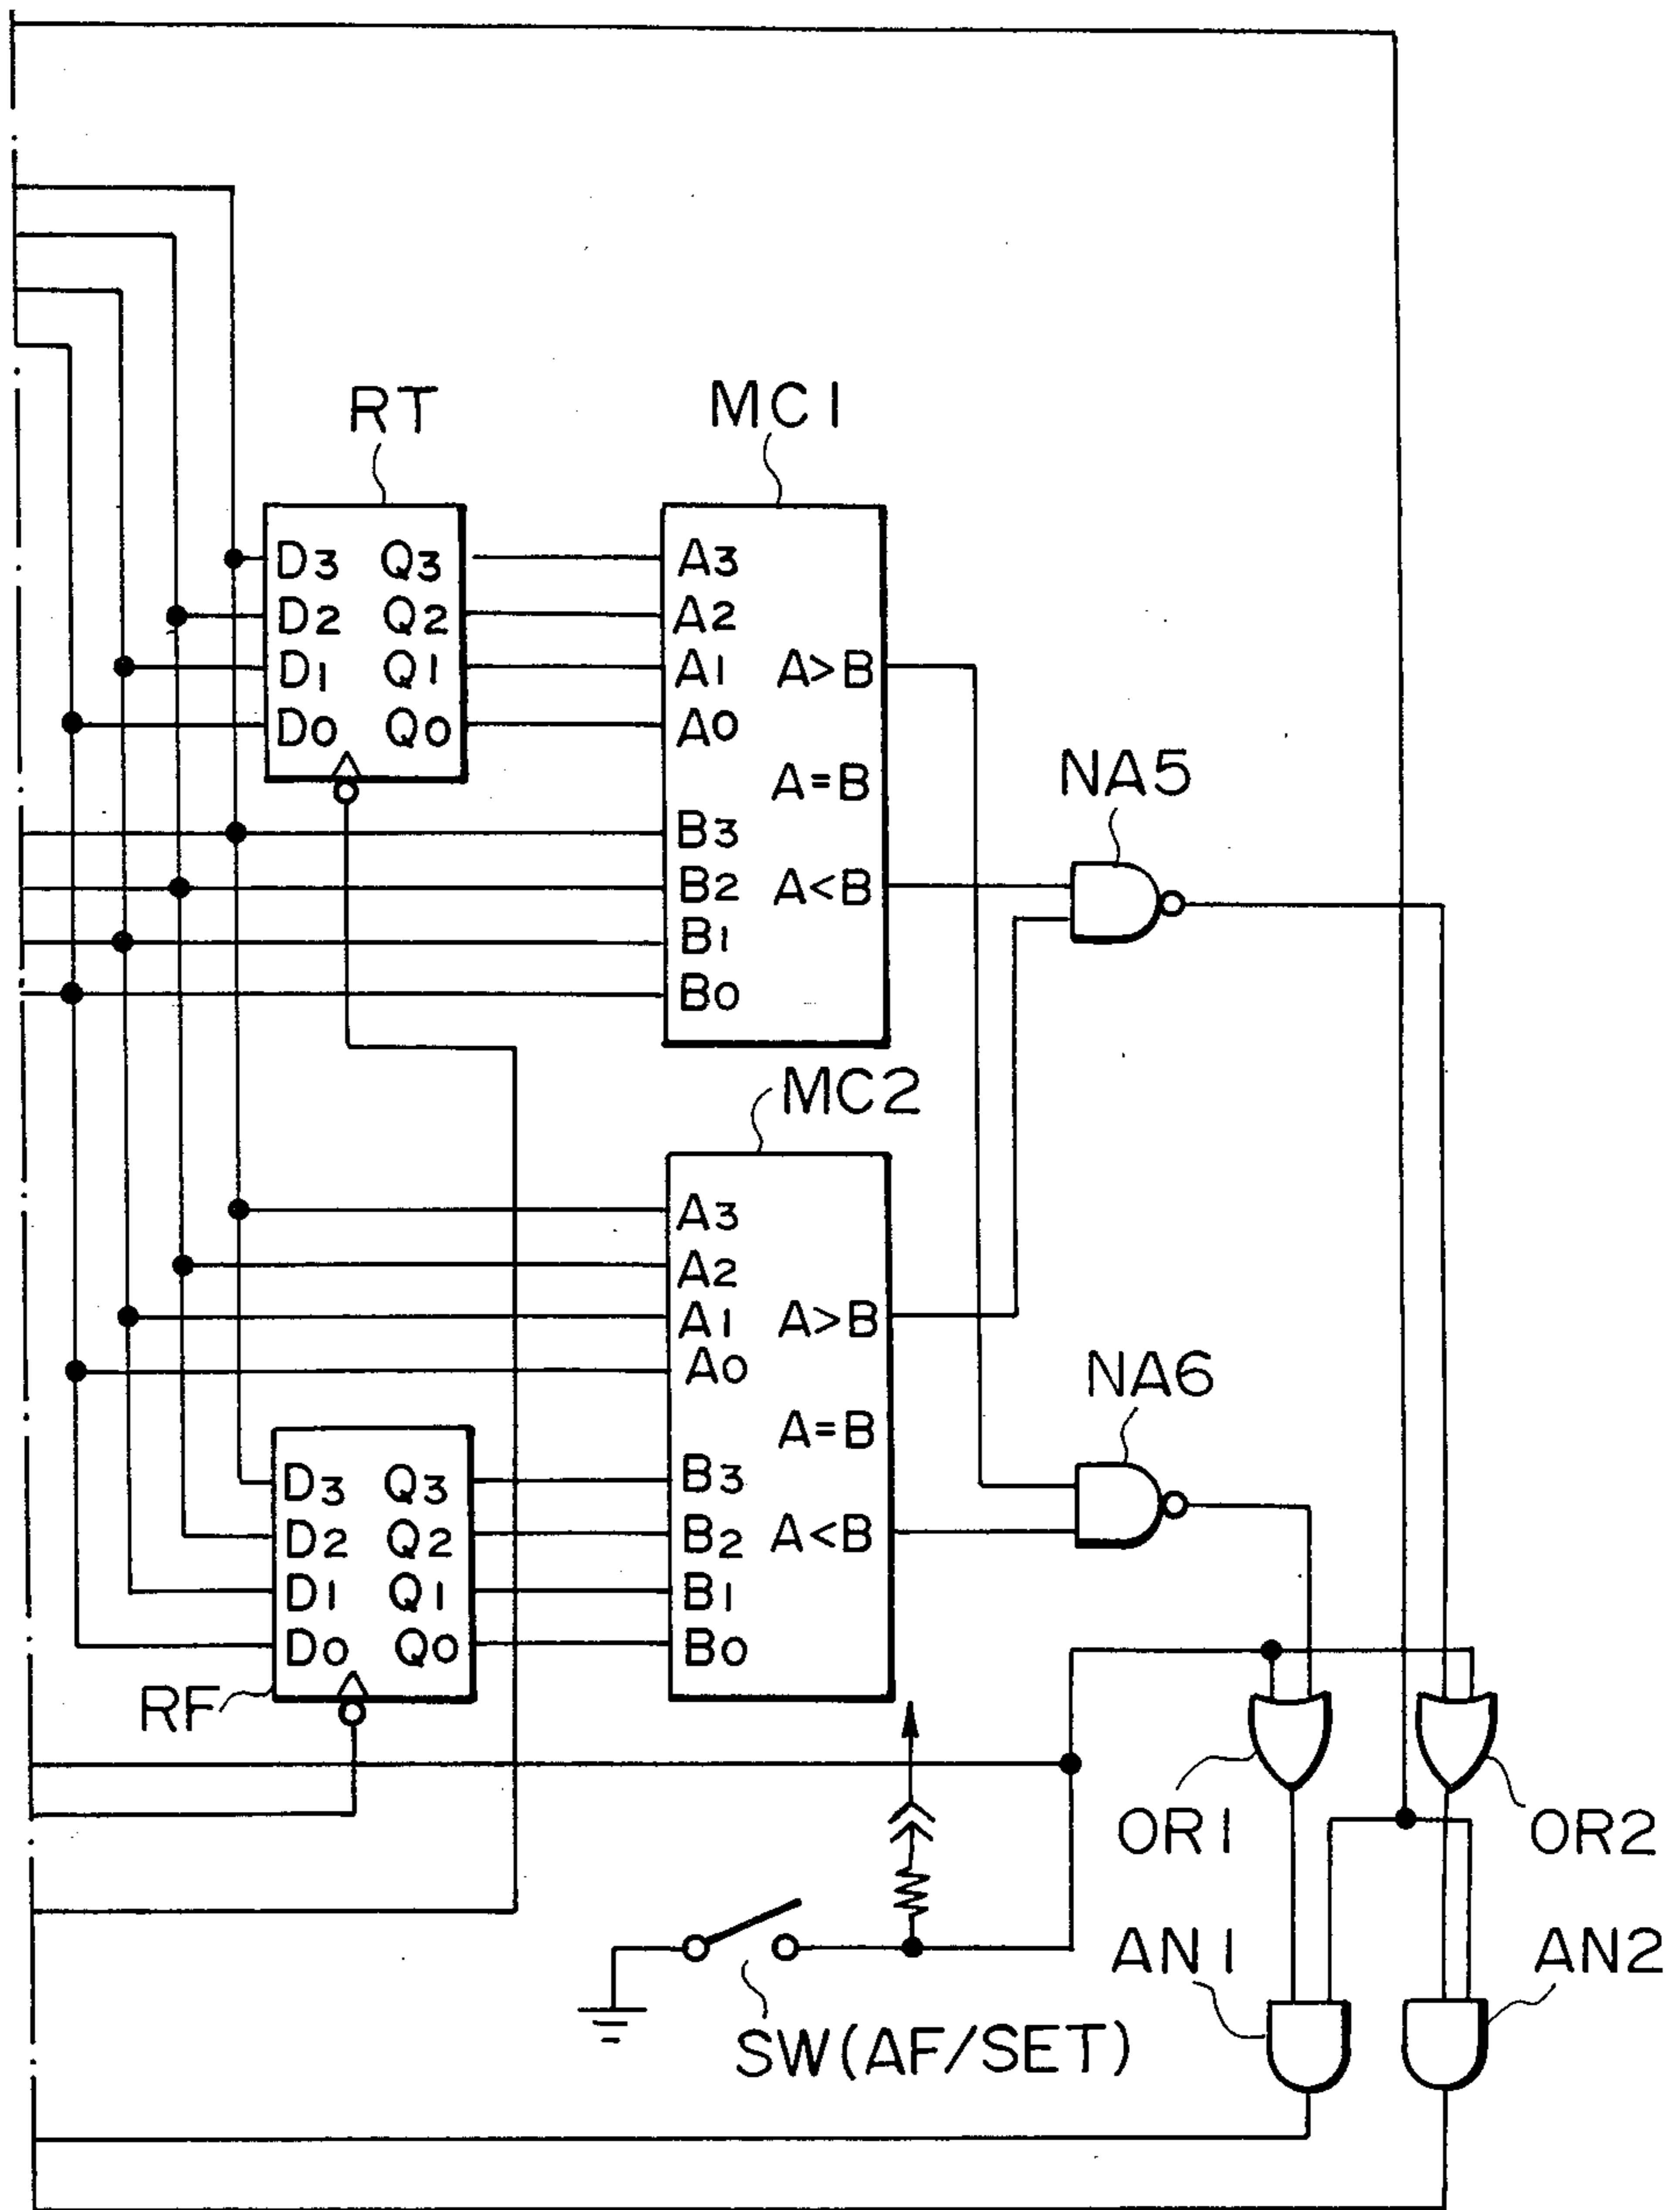 RT
MC1
D3 Q3
D2 Q2
D1 Q1
D0 Q0
A3
A2
A1 A>B
A0
A=B
B3
B2 A<B
B1
B0
NA5
MC2
A3
A2
A1 A>B
A0
A=B
B3
B2 A<B
B1
B0
NA6
D3 Q3
D2 Q2
D1 Q1
D0 Q0
RF
OR1
OR2
AN1
AN2
SW(AF/SET)